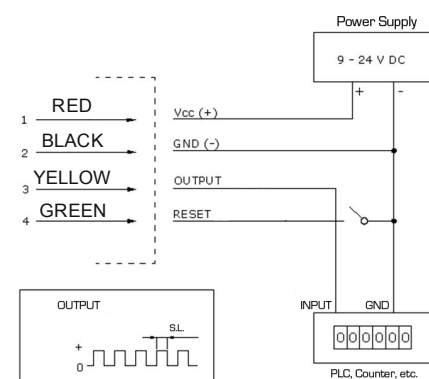 Power Supply
9 - 24 V DC
+ -
1 RED Vcc (+)
2 BLACK GND (-)
3 YELLOW OUTPUT
4 GREEN RESET
OUTPUT
S.L.
+
0
INPUT GND
000000
PLC, Counter, etc.